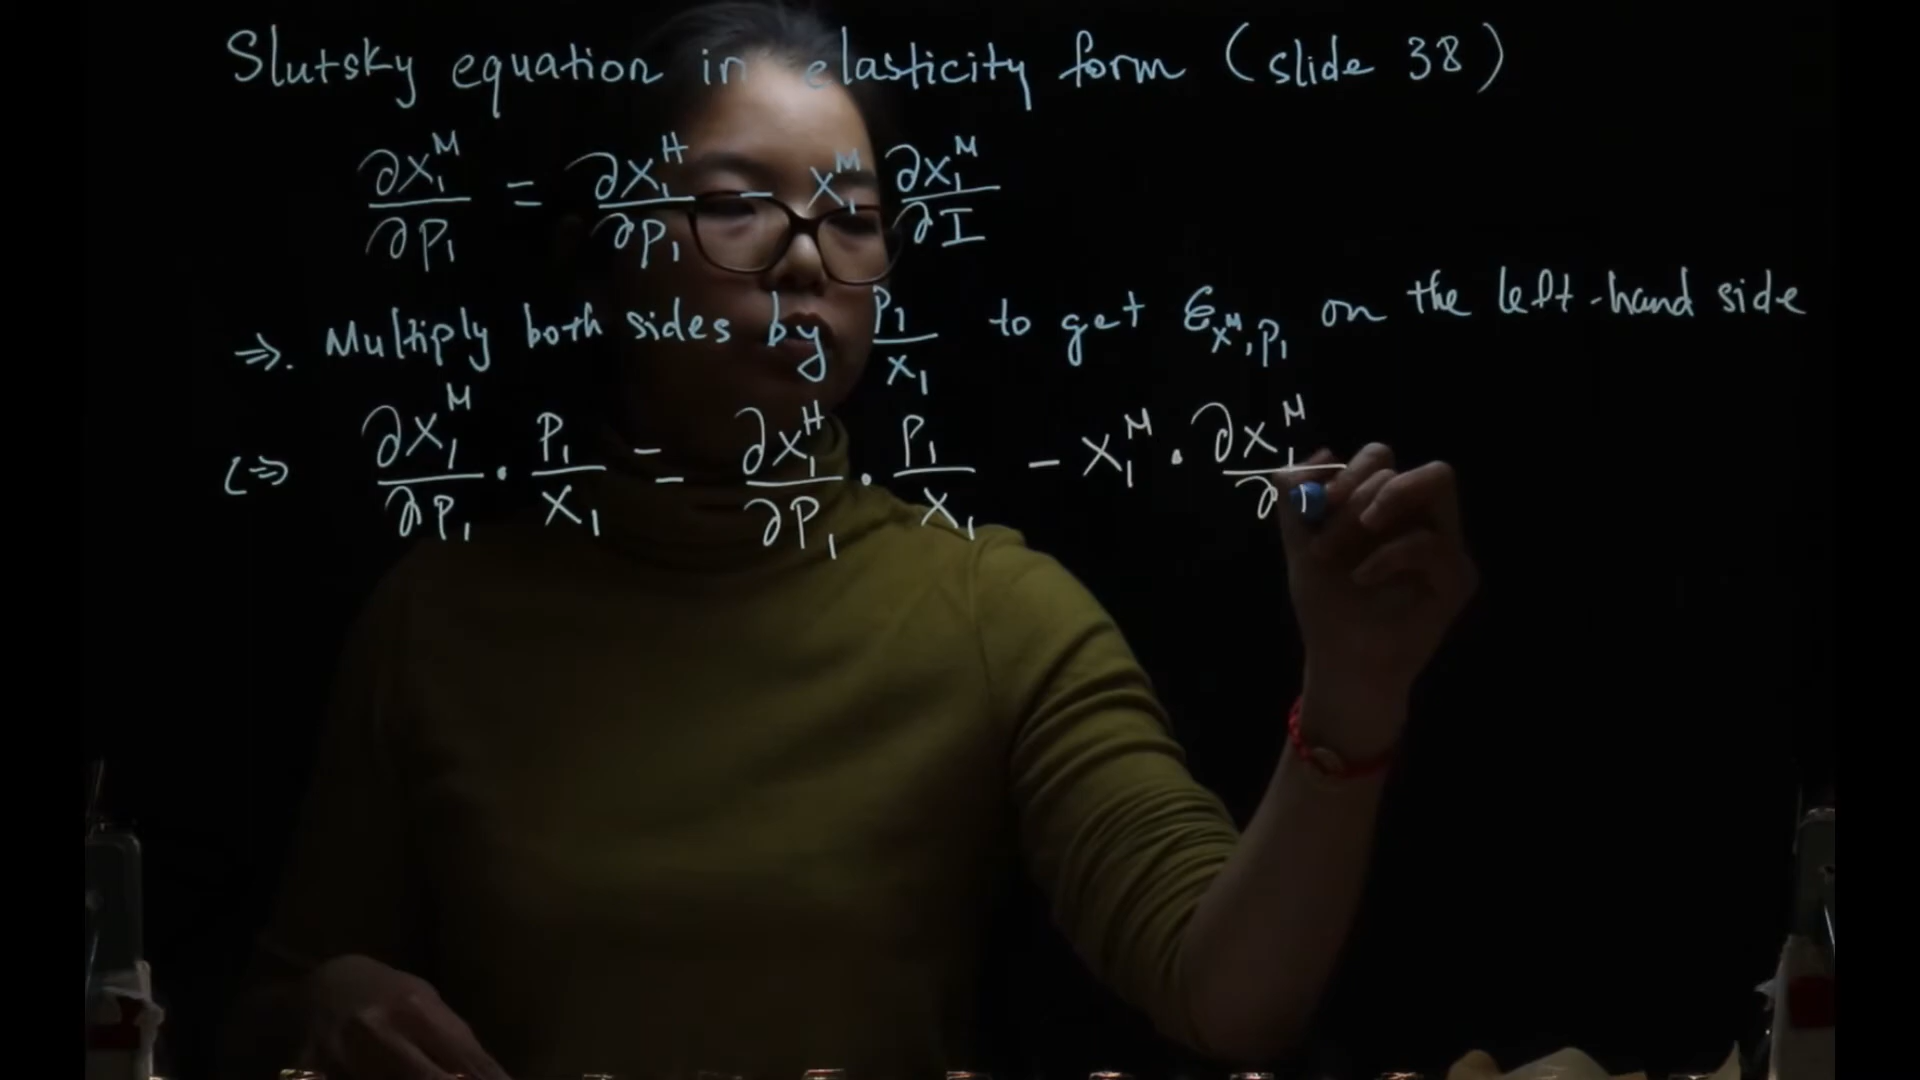 Slutsky equation in elasticity form (slide 38)
∂X₁ᴹ/∂P₁ = ∂X₁ᴴ/∂P₁ − X₁ᴹ ∂X₁ᴹ/∂I
⇒. Multiply both sides by P₁/X₁ to get ϵ_{Xᴹ,P₁} on the left-hand side
(⇒) ∂X₁ᴹ/∂P₁ · P₁/X₁ = ∂X₁ᴴ/∂P₁ · P₁/X₁ − X₁ᴹ · ∂X₁ᴹ/∂I